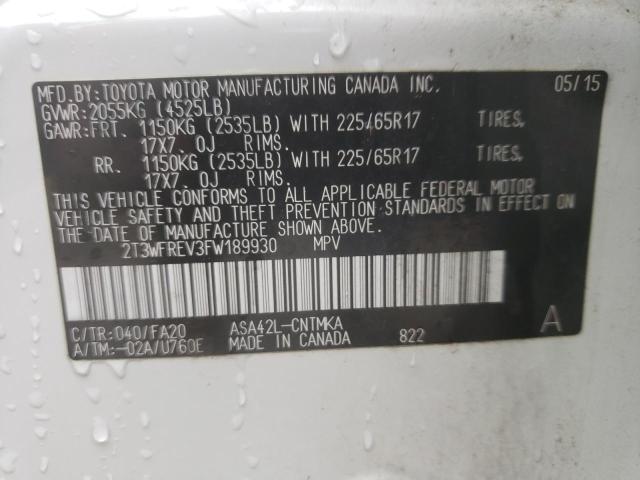 MFD.BY:TOYOTA MOTOR MANUFACTURING CANADA INC. 05/15
GVWR:2055KG (4525LB)
GAWR:FRT. 1150KG (2535LB) WITH 225/65R17 TIRES,
17X7.0J RIMS.
RR. 1150KG (2535LB) WITH 225/65R17 TIRES,
17X7.0J RIMS.
THIS VEHICLE CONFORMS TO ALL APPLICABLE FEDERAL MOTOR
VEHICLE SAFETY AND THEFT PREVENTION STANDARDS IN EFFECT ON
THE DATE OF MANUFACTURE SHOWN ABOVE.
2T3WFREV3FW189930 MPV
C/TR:040/FA20 ASA42L-CNTMKA A
A/TM:-02A/U760E MADE IN CANADA 822